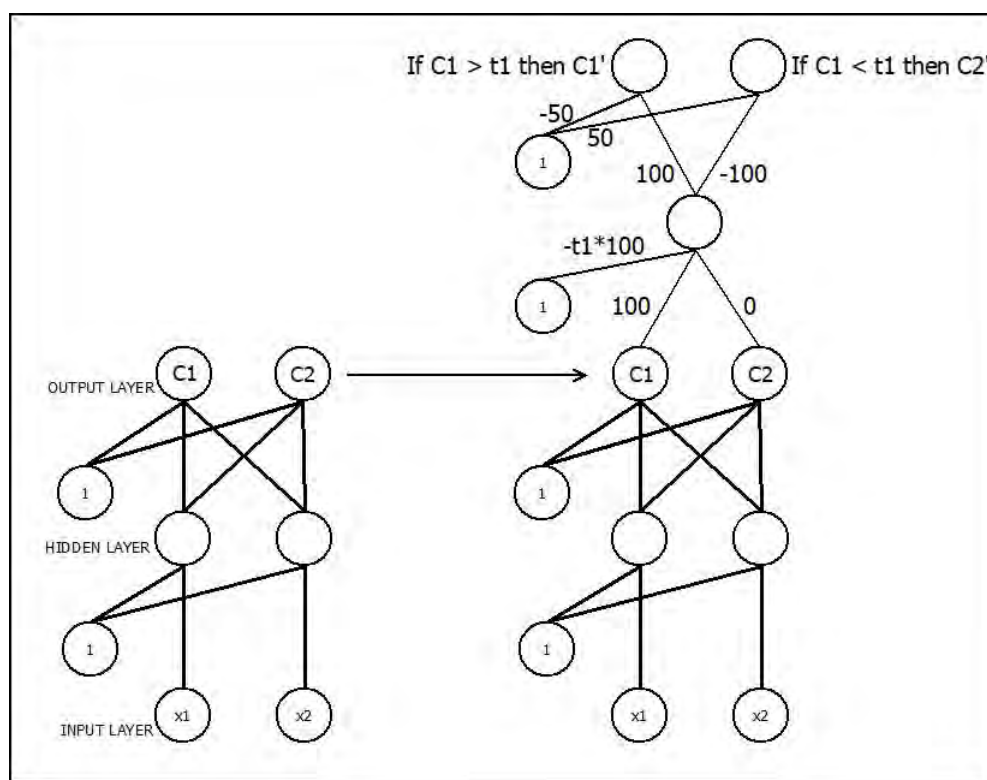 If C1 > t1 then C1'
If C1 < t1 then C2'
-50
50
1
100
-100
-t1*100
1
100
0
OUTPUT LAYER
C1
C2
C1
C2
1
1
HIDDEN LAYER
1
1
INPUT LAYER
x1
x2
x1
x2